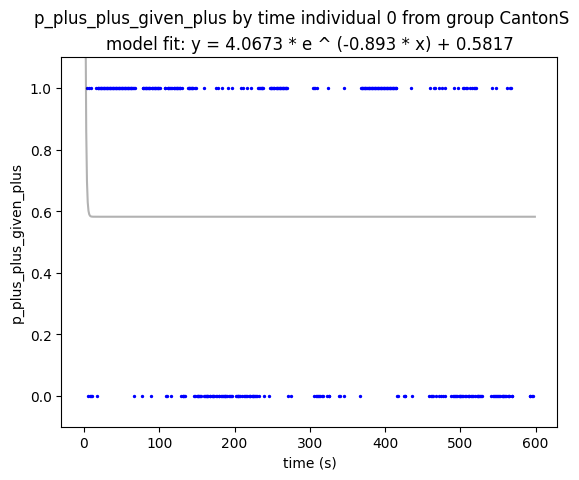 p_plus_plus_given_plus by time individual 0 from group CantonS
model fit: y = 4.0673 * e ^ (-0.893 * x) + 0.5817
p_plus_plus_given_plus
1.0
0.8
0.6
0.4
0.2
0.0
0 100 200 300 400 500 600
time (s)